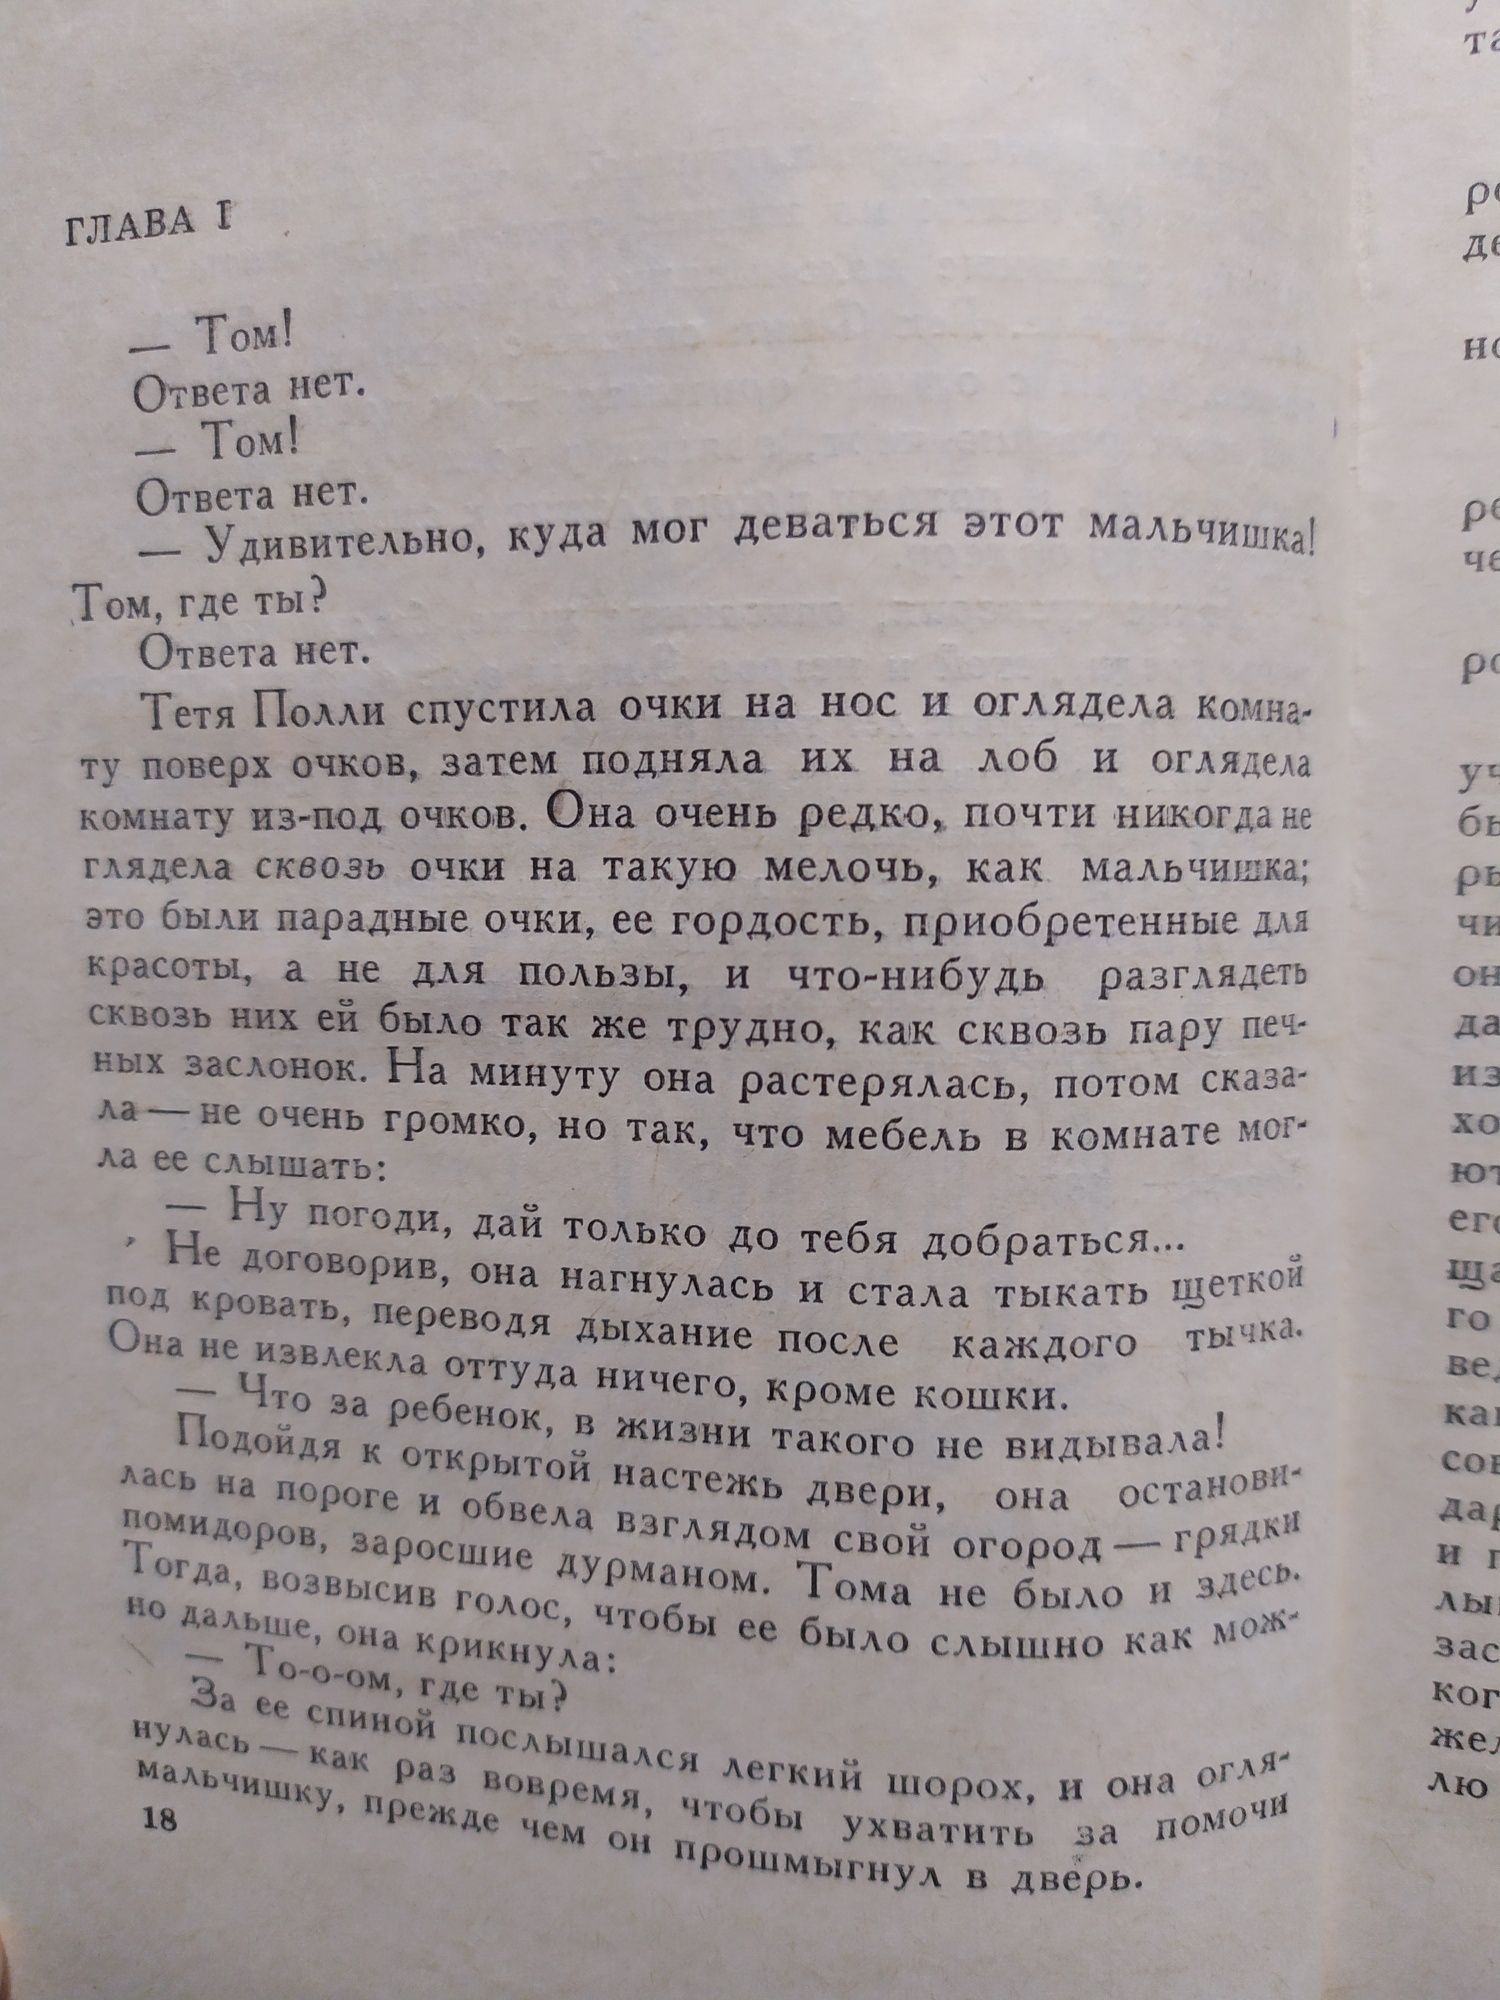 ГЛАВА I
— Том!
Ответа нет.
— Том!
Ответа нет.
— Удивительно, куда мог деваться этот мальчишка!
Том, где ты?
Ответа нет.
Тетя Полли спустила очки на нос и оглядела комна-
ту поверх очков, затем подняла их на лоб и оглядела
комнату из-под очков. Она очень редко, почти никогда не
глядела сквозь очки на такую мелочь, как мальчишка;
это были парадные очки, ее гордость, приобретенные для
красоты, а не для пользы, и что-нибудь разглядеть
сквозь них ей было так же трудно, как сквозь пару печ-
ных заслонок. На минуту она растерялась, потом сказа-
ла — не очень громко, но так, что мебель в комнате мог-
ла ее слышать:
— Ну погоди, дай только до тебя добраться...
Не договорив, она нагнулась и стала тыкать щеткой
под кровать, переводя дыхание после каждого тычка.
Она не извлекла оттуда ничего, кроме кошки.
— Что за ребенок, в жизни такого не видывала!
Подойдя к открытой настежь двери, она останови-
лась на пороге и обвела взглядом свой огород — грядки
помидоров, заросшие дурманом. Тома не было и здесь.
Тогда, возвысив голос, чтобы ее было слышно как мож-
но дальше, она крикнула:
— То-о-ом, где ты?
За ее спиной послышался легкий шорох, и она огля-
нулась — как раз вовремя, чтобы ухватить за помочи
мальчишку, прежде чем он прошмыгнул в дверь.
18